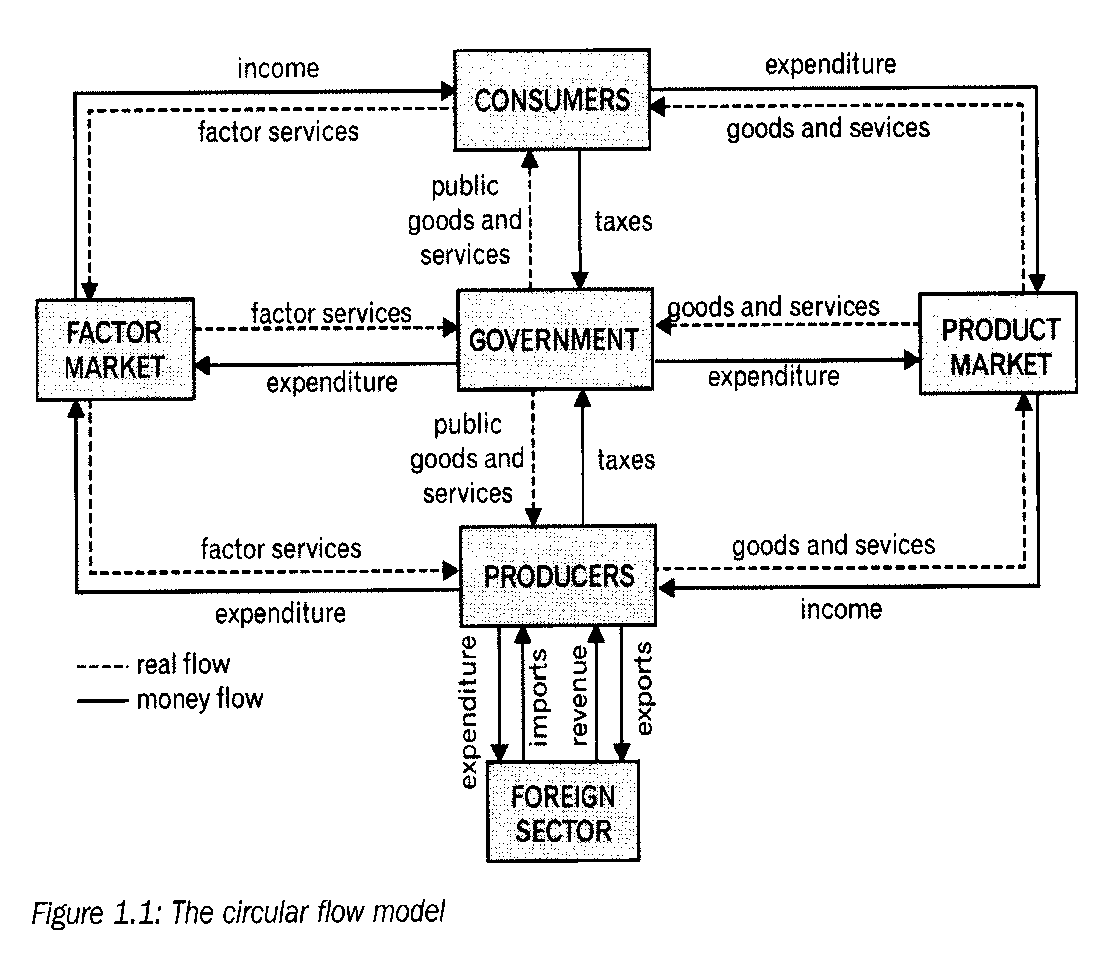 income
expenditure
CONSUMERS
factor services
goods and sevices
public
goods and
services
taxes
FACTOR
MARKET
factor services
expenditure
GOVERNMENT
goods and services
expenditure
PRODUCT
MARKET
public
goods and
services
taxes
factor services
expenditure
PRODUCERS
goods and sevices
income
real flow
money flow
expenditure
imports
revenue
exports
FOREIGN
SECTOR
Figure 1.1: The circular flow model